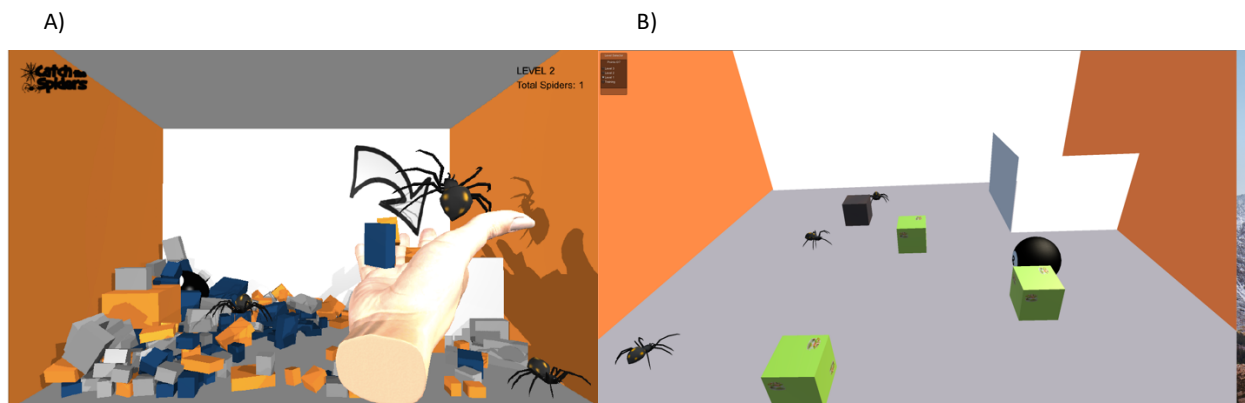 A)
B)
Catch the
Spiders
LEVEL 2
Total Spiders: 1